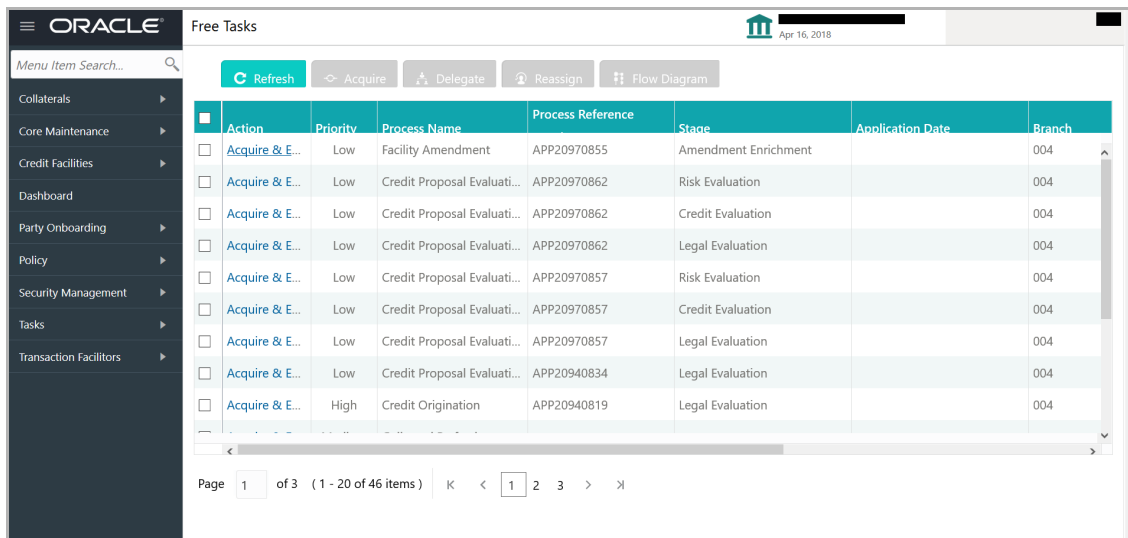 ORACLE®
Free Tasks
Apr 16, 2018
Menu Item Search...
Refresh Acquire Delegate Reassign Flow Diagram
Collaterals
Core Maintenance
Credit Facilities
Dashboard
Party Onboarding
Policy
Security Management
Tasks
Transaction Facilitors
Action Priority Process Name Process Reference Stage Application Date Branch
Acquire & E... Low Facility Amendment APP20970855 Amendment Enrichment 004
Acquire & E... Low Credit Proposal Evaluati... APP20970862 Risk Evaluation 004
Acquire & E... Low Credit Proposal Evaluati... APP20970862 Credit Evaluation 004
Acquire & E... Low Credit Proposal Evaluati... APP20970862 Legal Evaluation 004
Acquire & E... Low Credit Proposal Evaluati... APP20970857 Risk Evaluation 004
Acquire & E... Low Credit Proposal Evaluati... APP20970857 Credit Evaluation 004
Acquire & E... Low Credit Proposal Evaluati... APP20970857 Legal Evaluation 004
Acquire & E... Low Credit Proposal Evaluati... APP20940834 Legal Evaluation 004
Acquire & E... High Credit Origination APP20940819 Legal Evaluation 004
Page 1 of 3 ( 1 - 20 of 46 items ) K < 1 2 3 > >|